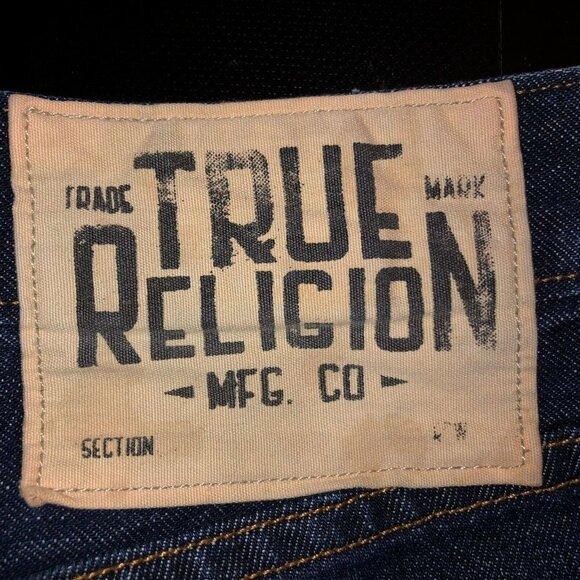 TRADE TRUE MARK
RELIGION
MFG. CO
SECTION